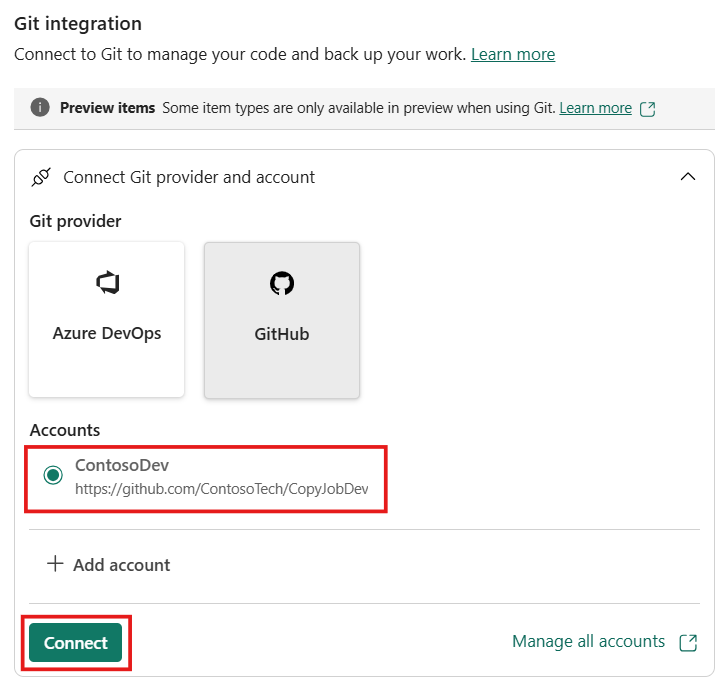 Git integration
Connect to Git to manage your code and back up your work. Learn more
Preview items Some item types are only available in preview when using Git. Learn more
Connect Git provider and account
Git provider
Azure DevOps
GitHub
Accounts
ContosoDev
https://github.com/ContosoTech/CopyJobDev
Add account
Connect
Manage all accounts